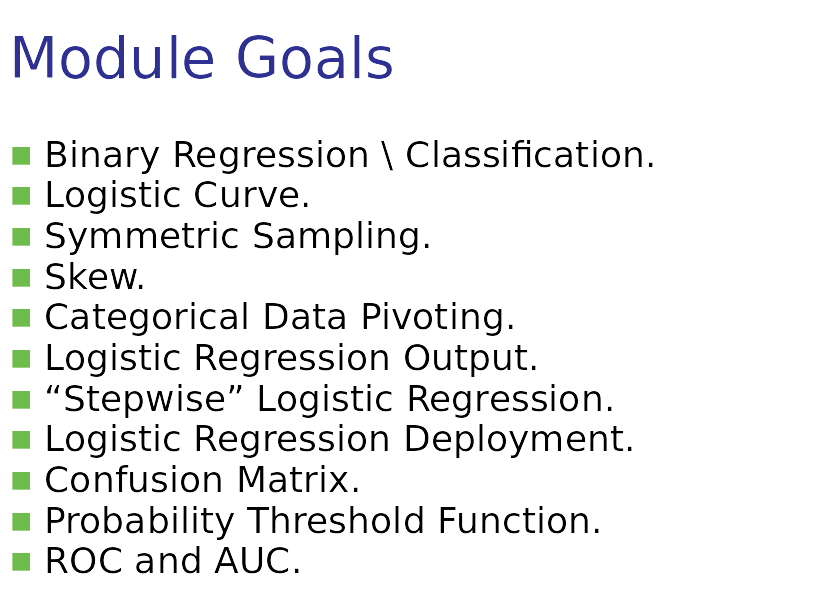 Module Goals
Binary Regression \ Classification.
Logistic Curve.
Symmetric Sampling.
Skew.
Categorical Data Pivoting.
Logistic Regression Output.
“Stepwise” Logistic Regression.
Logistic Regression Deployment.
Confusion Matrix.
Probability Threshold Function.
ROC and AUC.